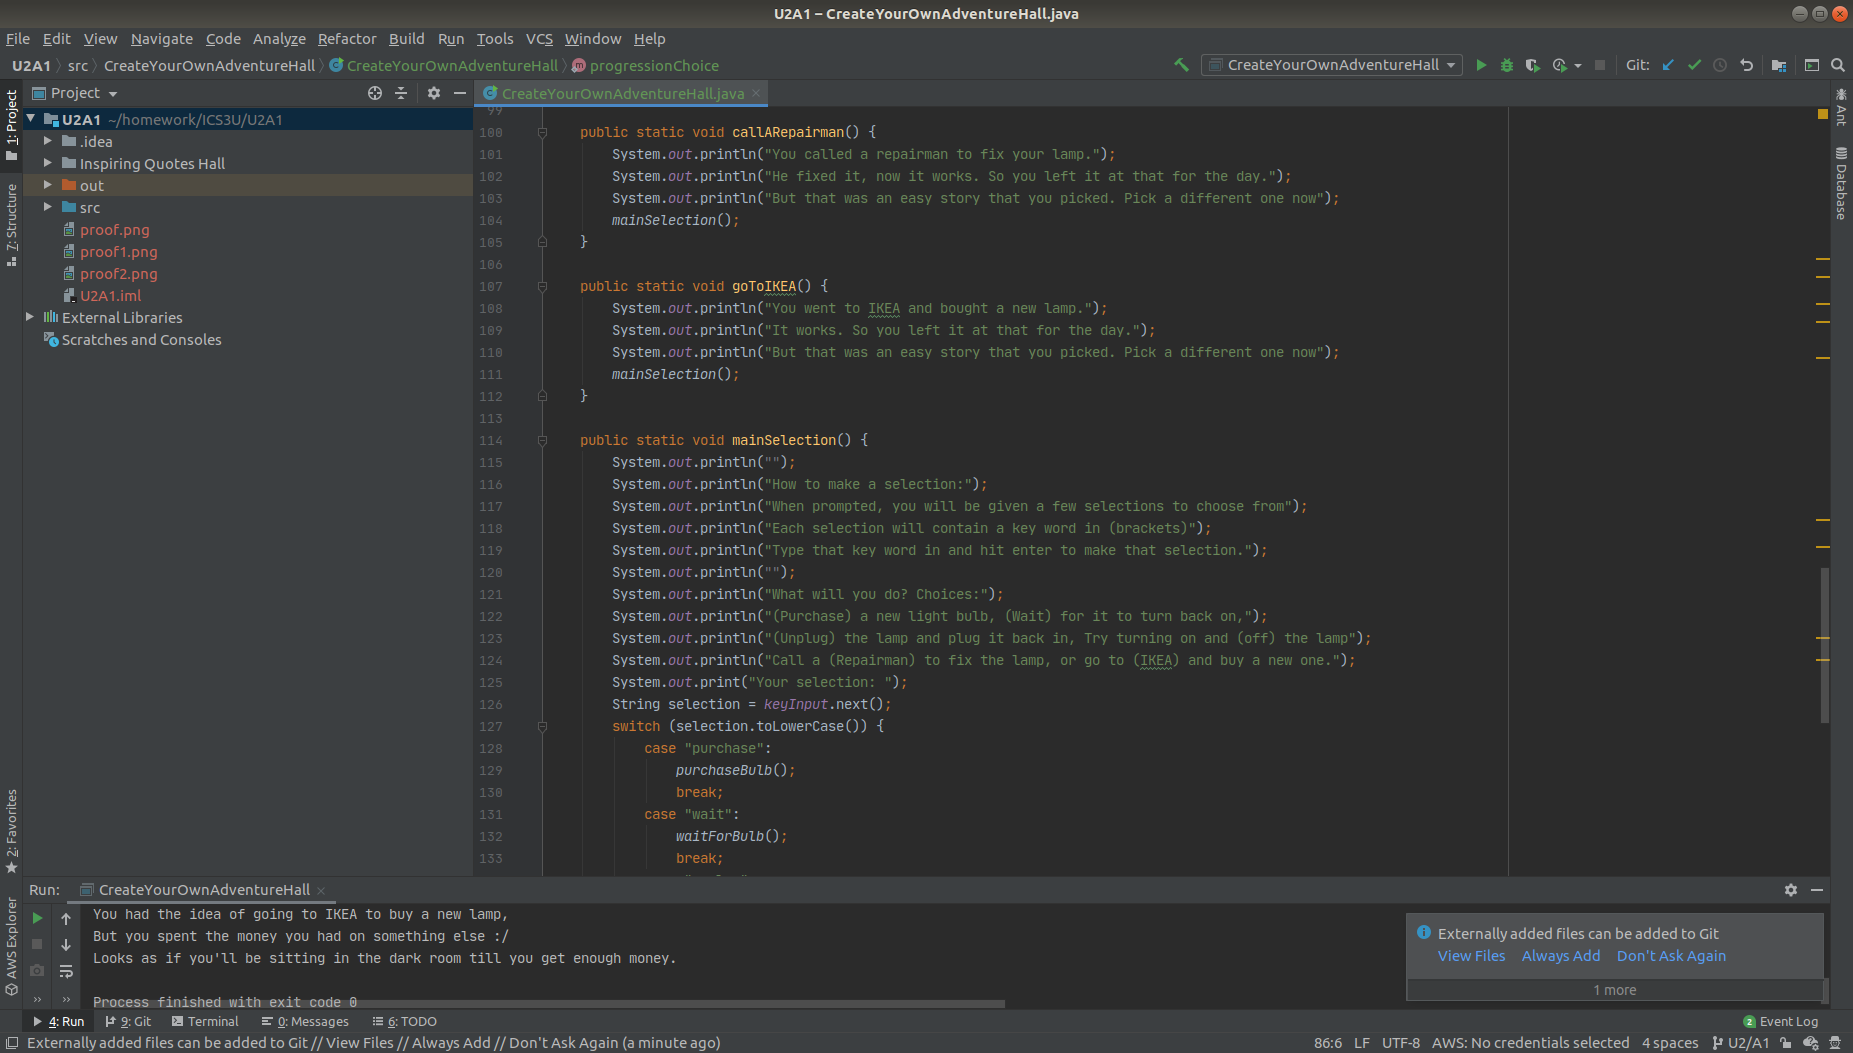 U2A1 – CreateYourOwnAdventureHall.java
File Edit View Navigate Code Analyze Refactor Build Run Tools VCS Window Help
U2A1 src CreateYourOwnAdventureHall CreateYourOwnAdventureHall progressionChoice CreateYourOwnAdventureHall Git:
1: Project
7: Structure
2: Favorites
AWS Explorer
Project
U2A1 ~/homework/ICS3U/U2A1
.idea
Inspiring Quotes Hall
out
src
proof.png
proof1.png
proof2.png
U2A1.iml
External Libraries
Scratches and Consoles
CreateYourOwnAdventureHall.java
99
100 public static void callARepairman() {
101 System.out.println("You called a repairman to fix your lamp.");
102 System.out.println("He fixed it, now it works. So you left it at that for the day.");
103 System.out.println("But that was an easy story that you picked. Pick a different one now");
104 mainSelection();
105 }
106
107 public static void goToIKEA() {
108 System.out.println("You went to IKEA and bought a new lamp.");
109 System.out.println("It works. So you left it at that for the day.");
110 System.out.println("But that was an easy story that you picked. Pick a different one now");
111 mainSelection();
112 }
113
114 public static void mainSelection() {
115 System.out.println("");
116 System.out.println("How to make a selection:");
117 System.out.println("When prompted, you will be given a few selections to choose from");
118 System.out.println("Each selection will contain a key word in (brackets)");
119 System.out.println("Type that key word in and hit enter to make that selection.");
120 System.out.println("");
121 System.out.println("What will you do? Choices:");
122 System.out.println("(Purchase) a new light bulb, (Wait) for it to turn back on,");
123 System.out.println("(Unplug) the lamp and plug it back in, Try turning on and (off) the lamp");
124 System.out.println("Call a (Repairman) to fix the lamp, or go to (IKEA) and buy a new one.");
125 System.out.print("Your selection: ");
126 String selection = keyInput.next();
127 switch (selection.toLowerCase()) {
128 case "purchase":
129 purchaseBulb();
130 break;
131 case "wait":
132 waitForBulb();
133 break;
Ant
Database
Run: CreateYourOwnAdventureHall
You had the idea of going to IKEA to buy a new lamp,
But you spent the money you had on something else :/
Looks as if you'll be sitting in the dark room till you get enough money.
Process finished with exit code 0
Externally added files can be added to Git
View Files Always Add Don't Ask Again
1 more
4: Run 9: Git Terminal 0: Messages 6: TODO 2 Event Log
Externally added files can be added to Git // View Files // Always Add // Don't Ask Again (a minute ago) 86:6 LF UTF-8 AWS: No credentials selected 4 spaces U2/A1